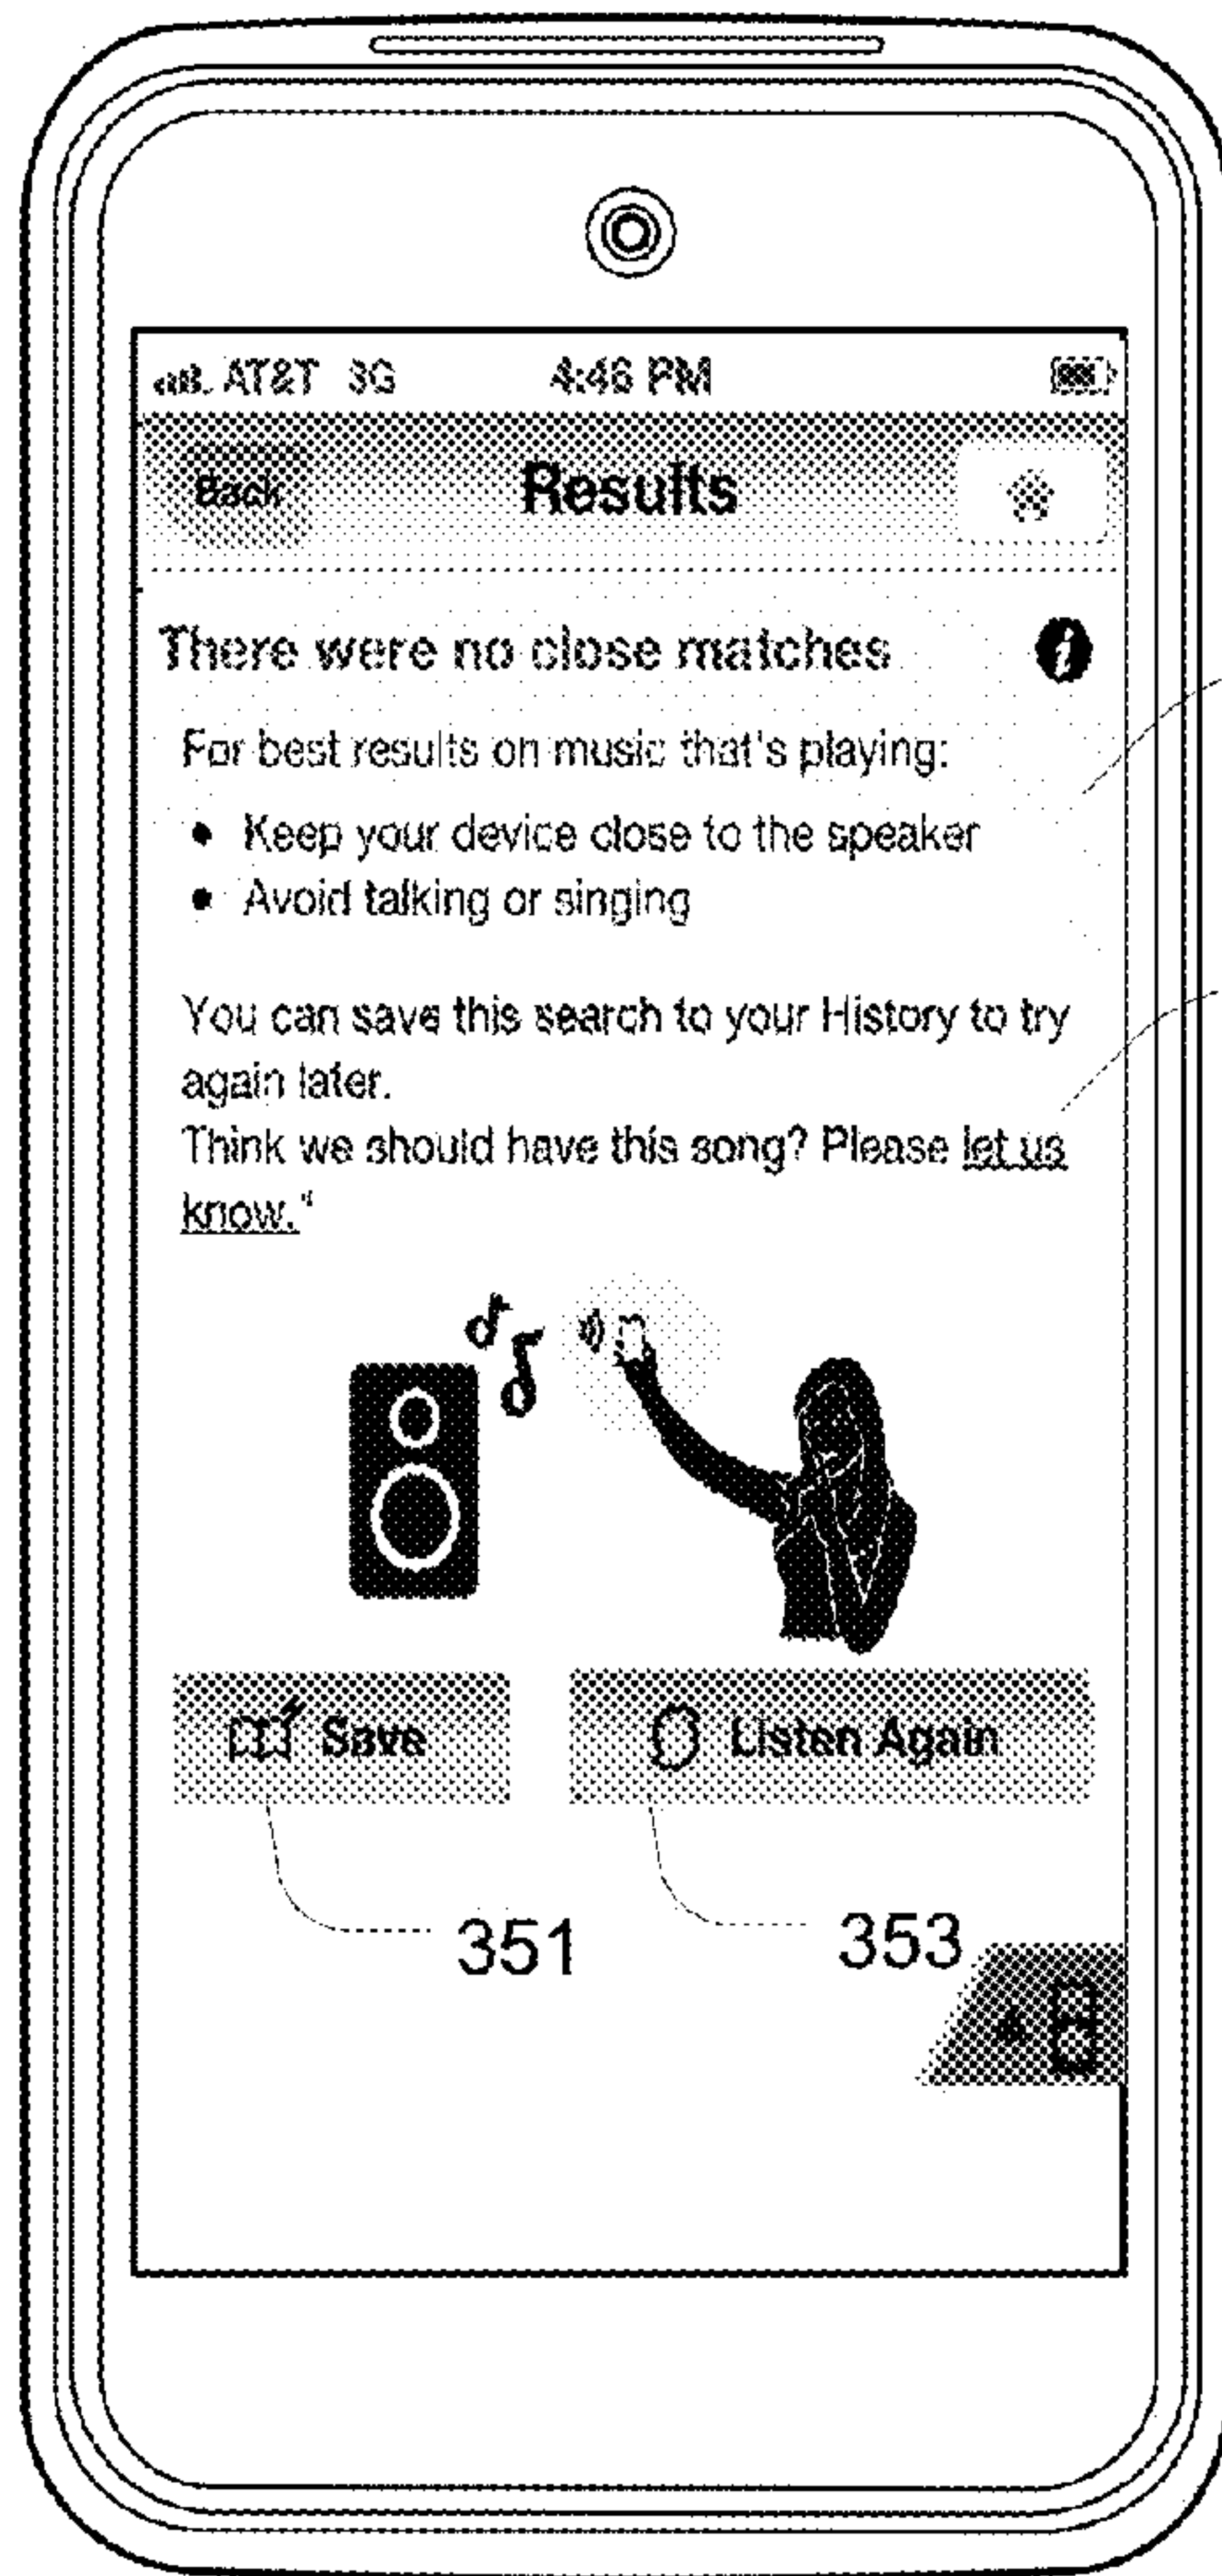 AT&T 3G 4:46 PM
Back Results
There were no close matches
For best results on music that's playing:
• Keep your device close to the speaker
• Avoid talking or singing
You can save this search to your History to try
again later.
Think we should have this song? Please let us
know."
Save Listen Again
351 353